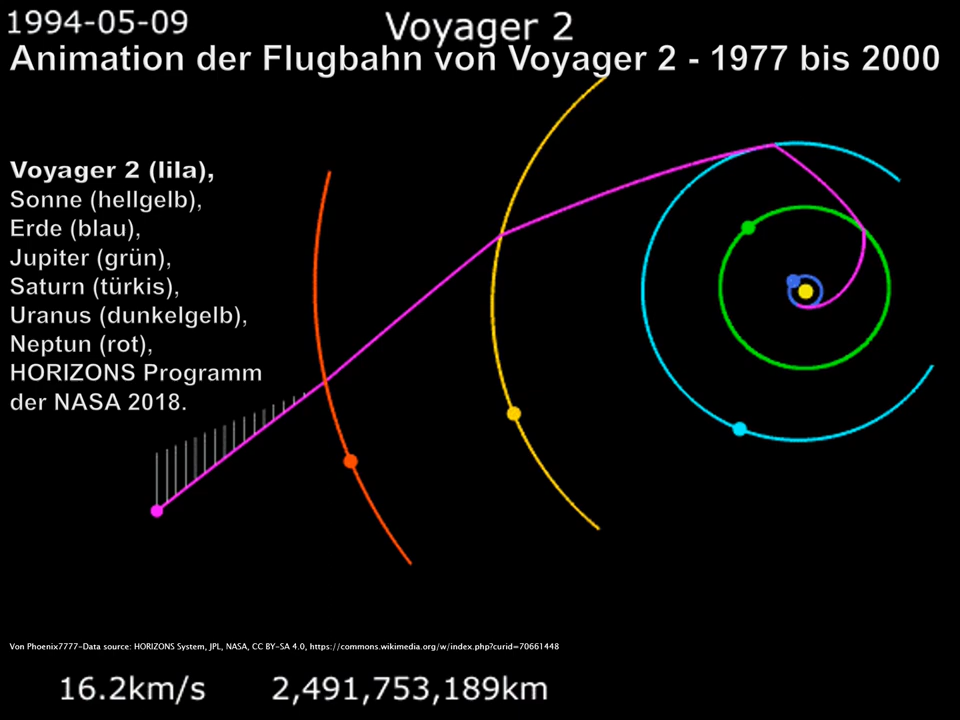 1994-05-09
Voyager 2
Animation der Flugbahn von Voyager 2 - 1977 bis 2000
Voyager 2 (lila),
Sonne (hellgelb),
Erde (blau),
Jupiter (grün),
Saturn (türkis),
Uranus (dunkelgelb),
Neptun (rot),
HORIZONS Programm
der NASA 2018.
Von Phoenix7777-Data source: HORIZONS System, JPL, NASA, CC BY-SA 4.0, https://commons.wikimedia.org/w/index.php?curid=70661448
16.2km/s 2,491,753,189km